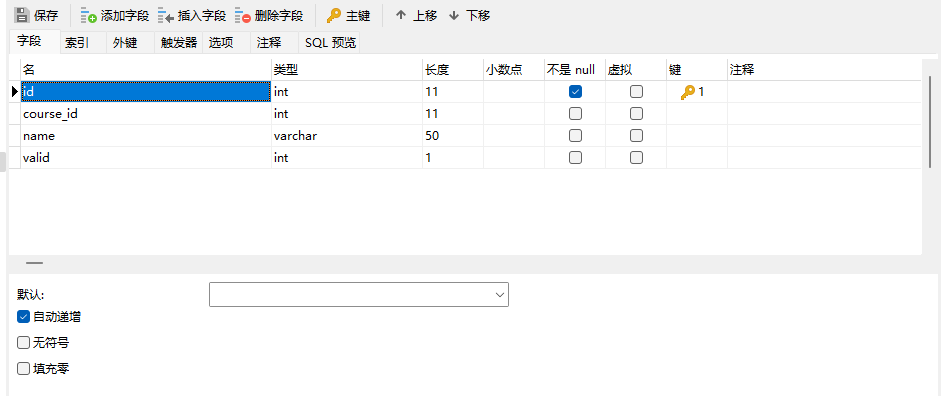 保存 添加字段 插入字段 删除字段 主键 上移 下移
字段 索引 外键 触发器 选项 注释 SQL 预览
名 类型 长度 小数点 不是 null 虚拟 键 注释
id int 11 1
course_id int 11
name varchar 50
valid int 1
默认:
自动递增
无符号
填充零